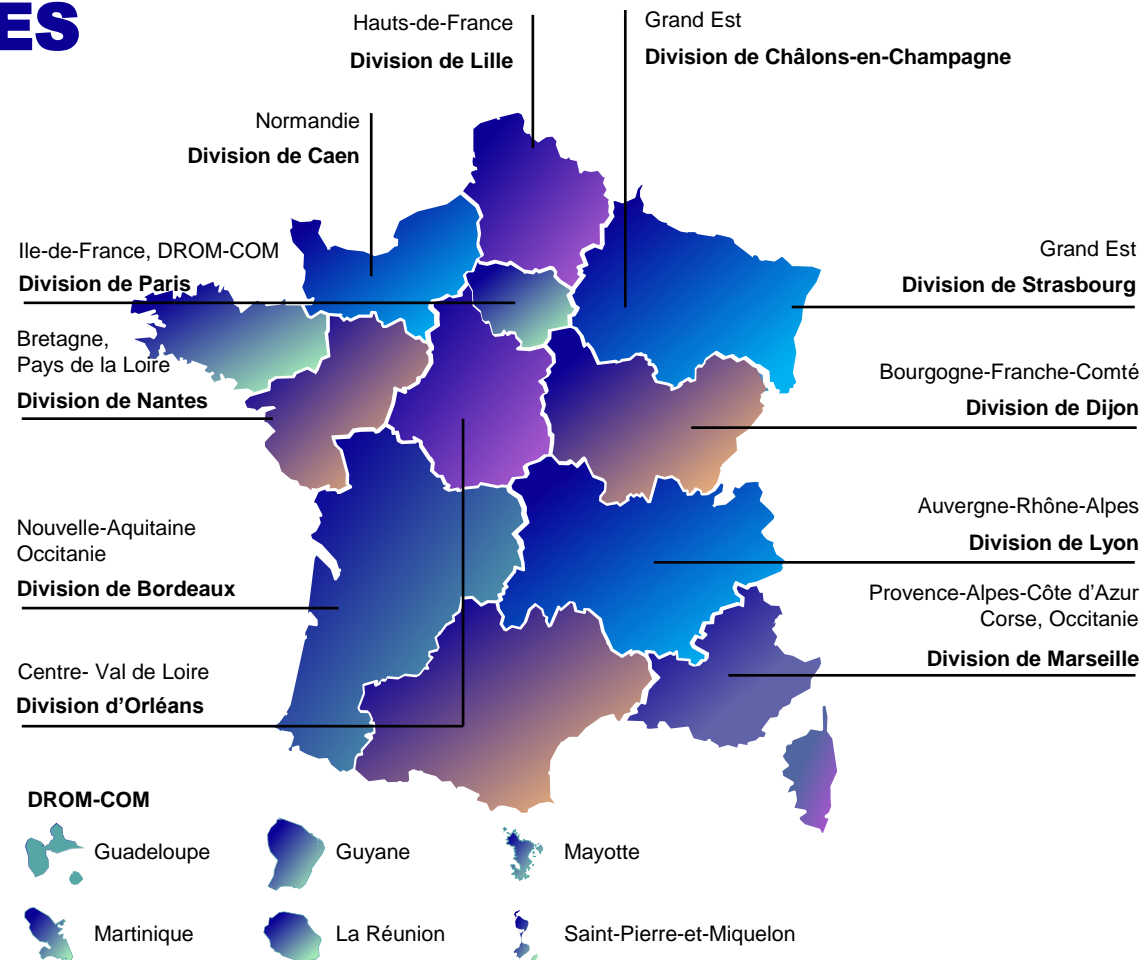 ES
Hauts-de-France
Division de Lille
Grand Est
Division de Châlons-en-Champagne
Normandie
Division de Caen
Ile-de-France, DROM-COM
Division de Paris
Grand Est
Division de Strasbourg
Bretagne,
Pays de la Loire
Division de Nantes
Bourgogne-Franche-Comté
Division de Dijon
Nouvelle-Aquitaine
Occitanie
Division de Bordeaux
Auvergne-Rhône-Alpes
Division de Lyon
Provence-Alpes-Côte d’Azur
Corse, Occitanie
Division de Marseille
Centre- Val de Loire
Division d’Orléans
DROM-COM
Guadeloupe
Guyane
Mayotte
Martinique
La Réunion
Saint-Pierre-et-Miquelon